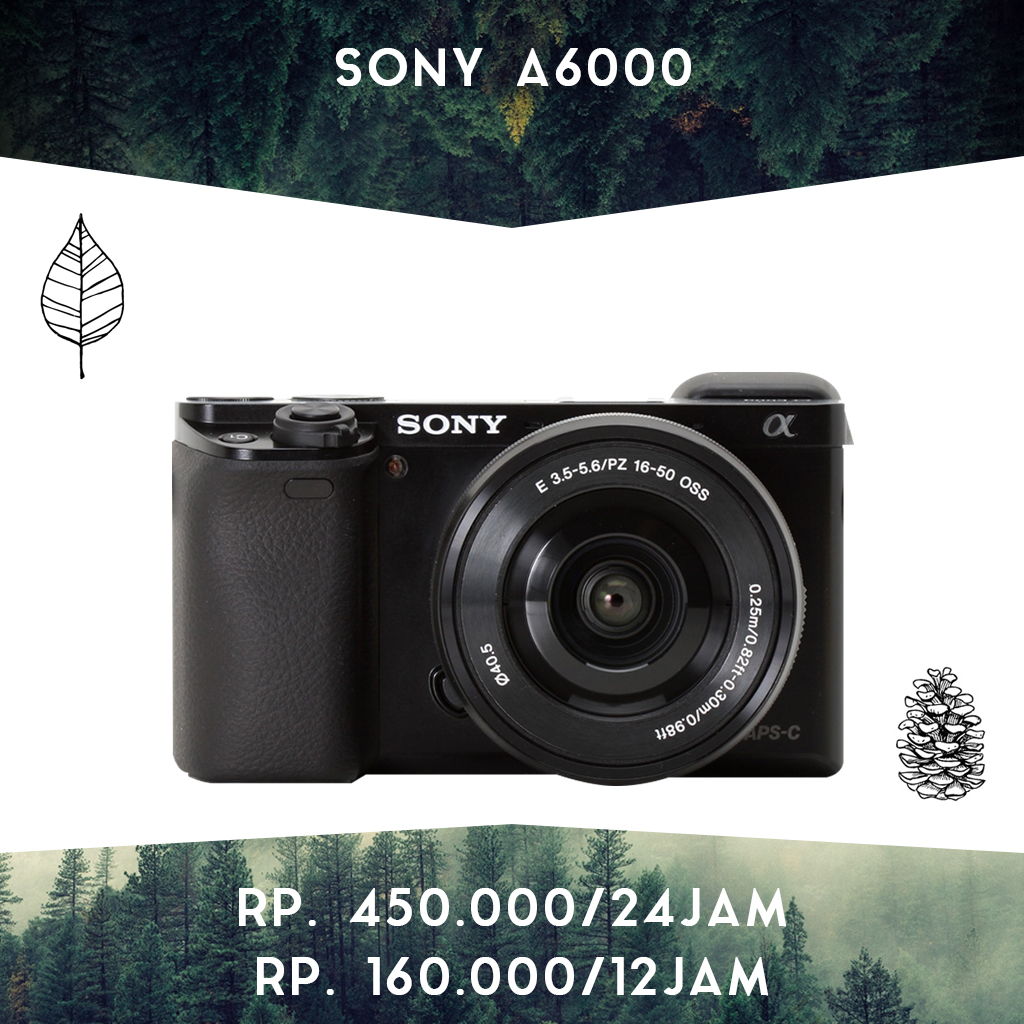 SONY A6000
SONY
α
E 3.5-5.6/PZ 16-50 OSS
0.25m/0.82ft-0.30m/0.98ft
Ø40.5
APS-C
RP. 450.000/24JAM
RP. 160.000/12JAM